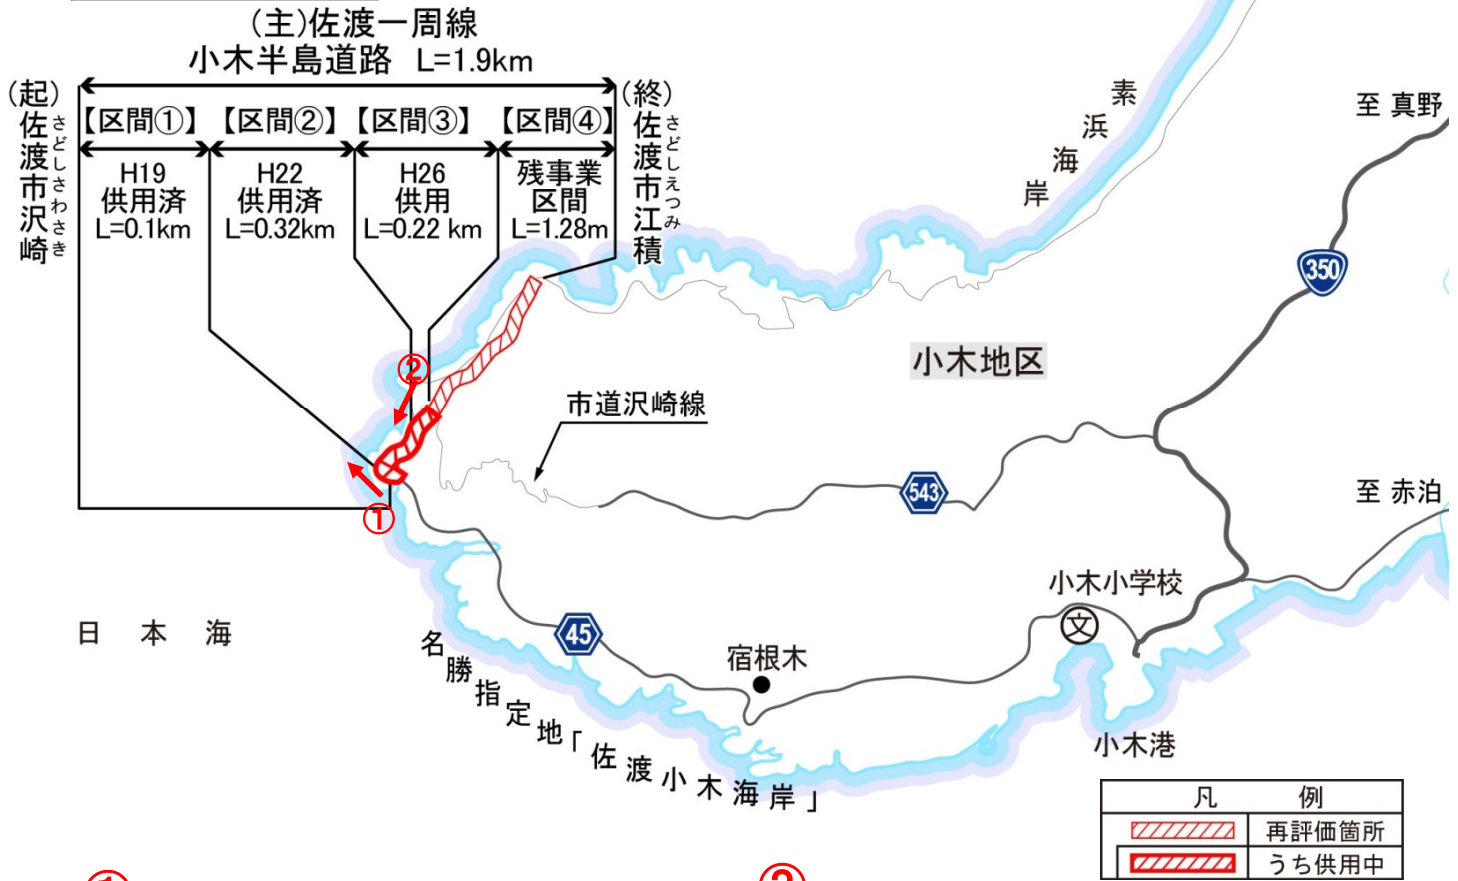 (主)佐渡一周線
小木半島道路 L=1.9km
(起)佐渡市沢崎
さどしさわさき
(終)佐渡市江積
さどしえつみ
【区間①】
【区間②】
【区間③】
【区間④】
H19
供用済
L=0.1km
H22
供用済
L=0.32km
H26
供用
L=0.22 km
残事業
区間
L=1.28m
素浜海岸
至 真野
350
小木地区
②
市道沢崎線
①
543
至 赤泊
日本海
45
名勝指定地「佐渡小木海岸」
宿根木
小木小学校
文
小木港
凡 例
再評価箇所
うち供用中
①
②